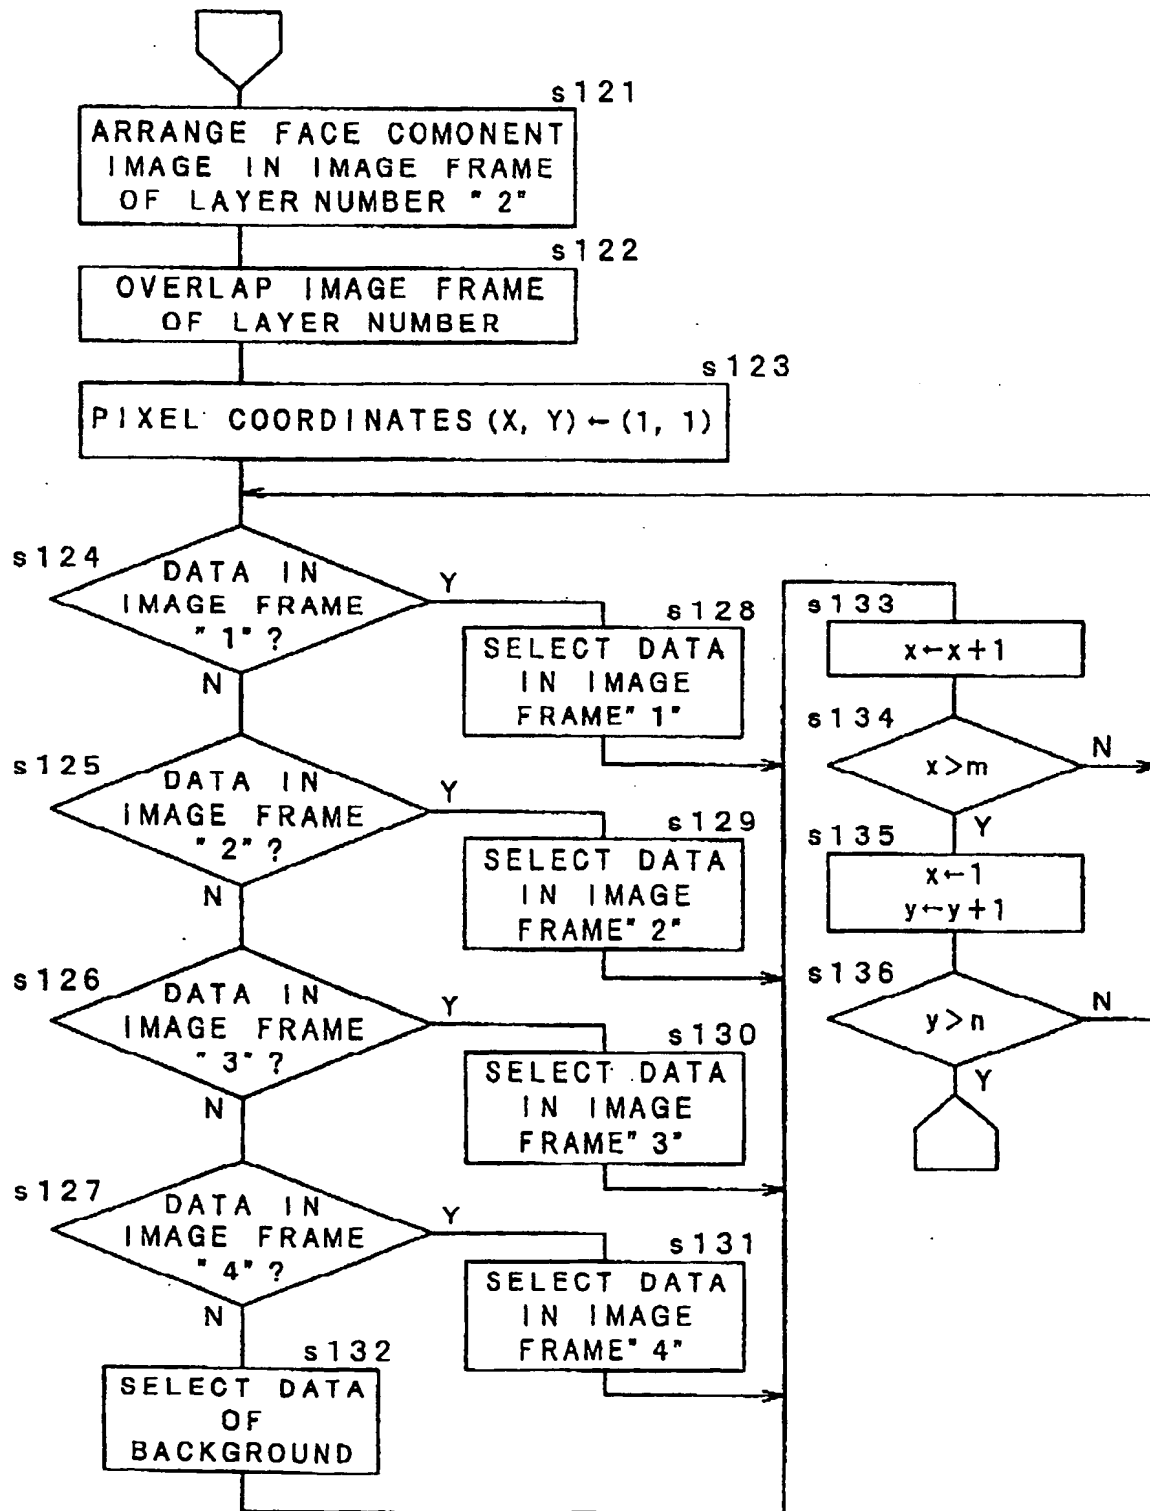 s121
ARRANGE FACE COMONENT
IMAGE IN IMAGE FRAME
OF LAYER NUMBER "2"
s122
OVERLAP IMAGE FRAME
OF LAYER NUMBER
s123
PIXEL COORDINATES (X, Y) ← (1, 1)
s124
DATA IN
IMAGE FRAME
"1"?
Y
N
s128
SELECT DATA
IN IMAGE
FRAME"1"
s125
DATA IN
IMAGE FRAME
"2"?
Y
N
s129
SELECT DATA
IN IMAGE
FRAME"2"
s126
DATA IN
IMAGE FRAME
"3"?
Y
N
s130
SELECT DATA
IN IMAGE
FRAME"3"
s127
DATA IN
IMAGE FRAME
"4"?
Y
N
s131
SELECT DATA
IN IMAGE
FRAME"4"
s132
SELECT DATA
OF
BACKGROUND
s133
x←x+1
s134
x>m
N
Y
s135
x←1
y←y+1
s136
y>n
N
Y